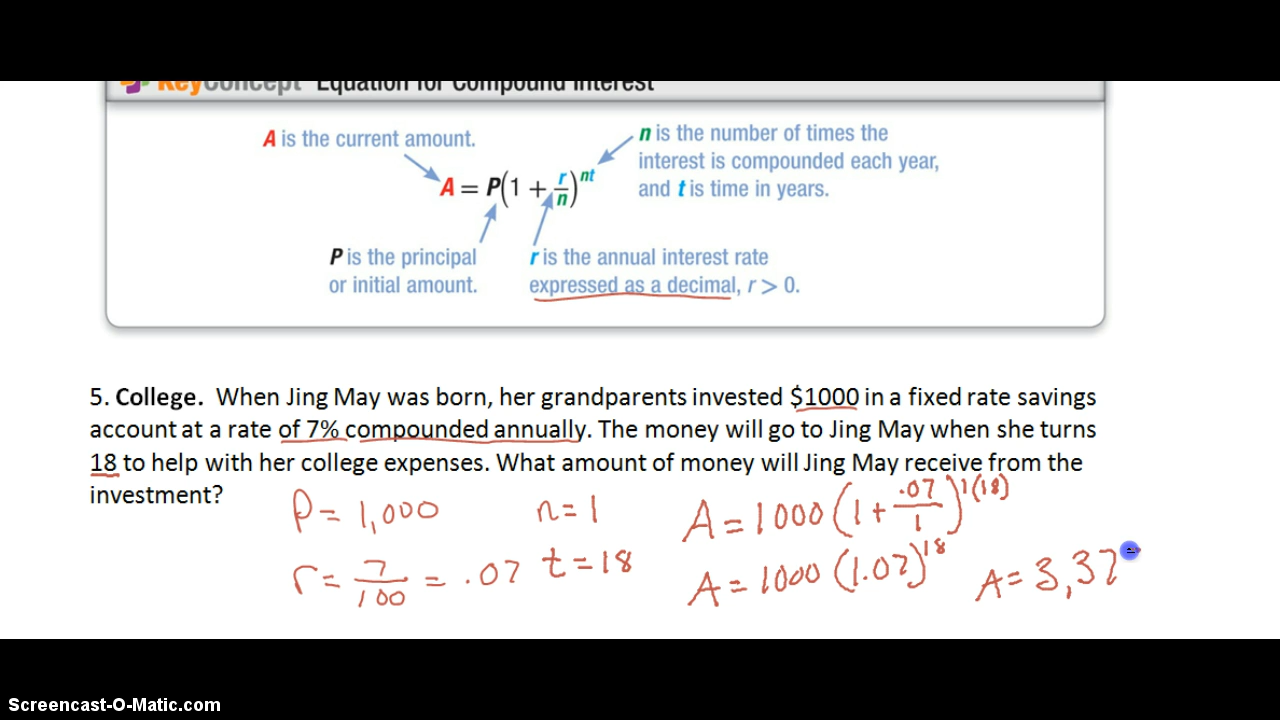 KeyConcept Equation for Compound Interest
A is the current amount.
n is the number of times the
interest is compounded each year,
and t is time in years.
A = P(1 + r/n)^nt
P is the principal
or initial amount.
r is the annual interest rate
expressed as a decimal, r > 0.
5. College. When Jing May was born, her grandparents invested $1000 in a fixed rate savings
account at a rate of 7% compounded annually. The money will go to Jing May when she turns
18 to help with her college expenses. What amount of money will Jing May receive from the
investment?
P = 1,000
n = 1
A = 1000 (1 + .07/1)^1(18)
r = 7/100 = .07
t = 18
A = 1000 (1.07)^18
A = 3,37
Screencast-O-Matic.com